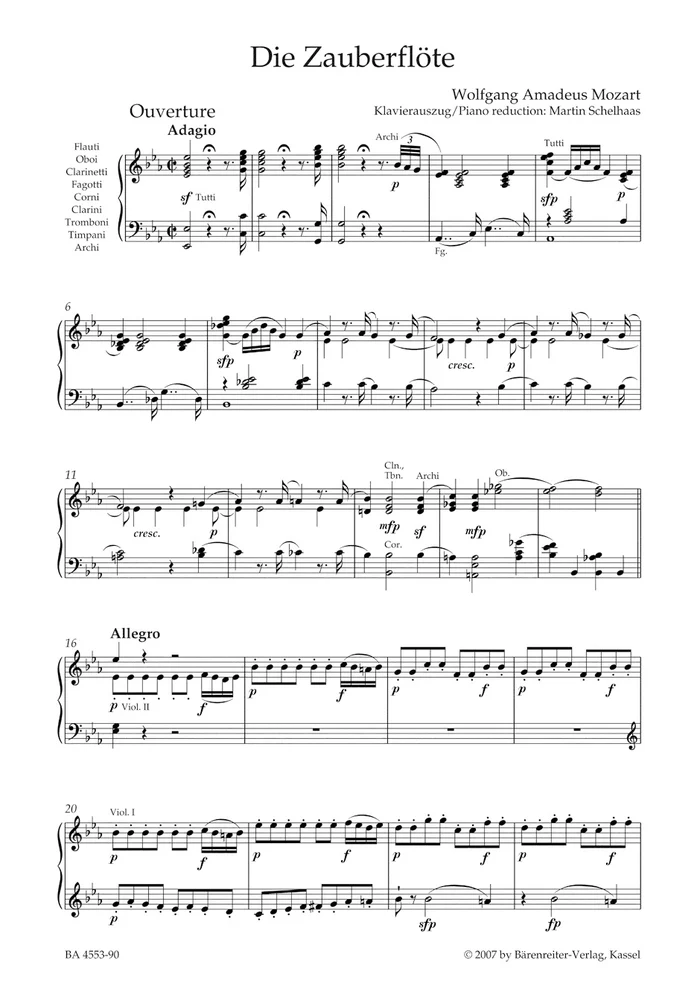 Die Zauberflöte
Wolfgang Amadeus Mozart
Klavierauszug/Piano reduction: Martin Schelhaas
Ouverture
Adagio
Flauti
Oboi
Clarinetti
Fagotti
Corni
Clarini
Tromboni
Timpani
Archi
Archi
3
Tutti
sf Tutti
p
sfp
p
Fg.
6
sfp
p
cresc.
p
11
Cln.,
Tbn.
Archi
Ob.
cresc.
p
mfp
sf
mfp
Cor.
16
Allegro
p Viol. II
f
p
f
p
f
p
f
20
Viol. I
p
f
p
f
p
f
p
f
p
sfp
sfp
BA 4553-90
© 2007 by Bärenreiter-Verlag, Kassel